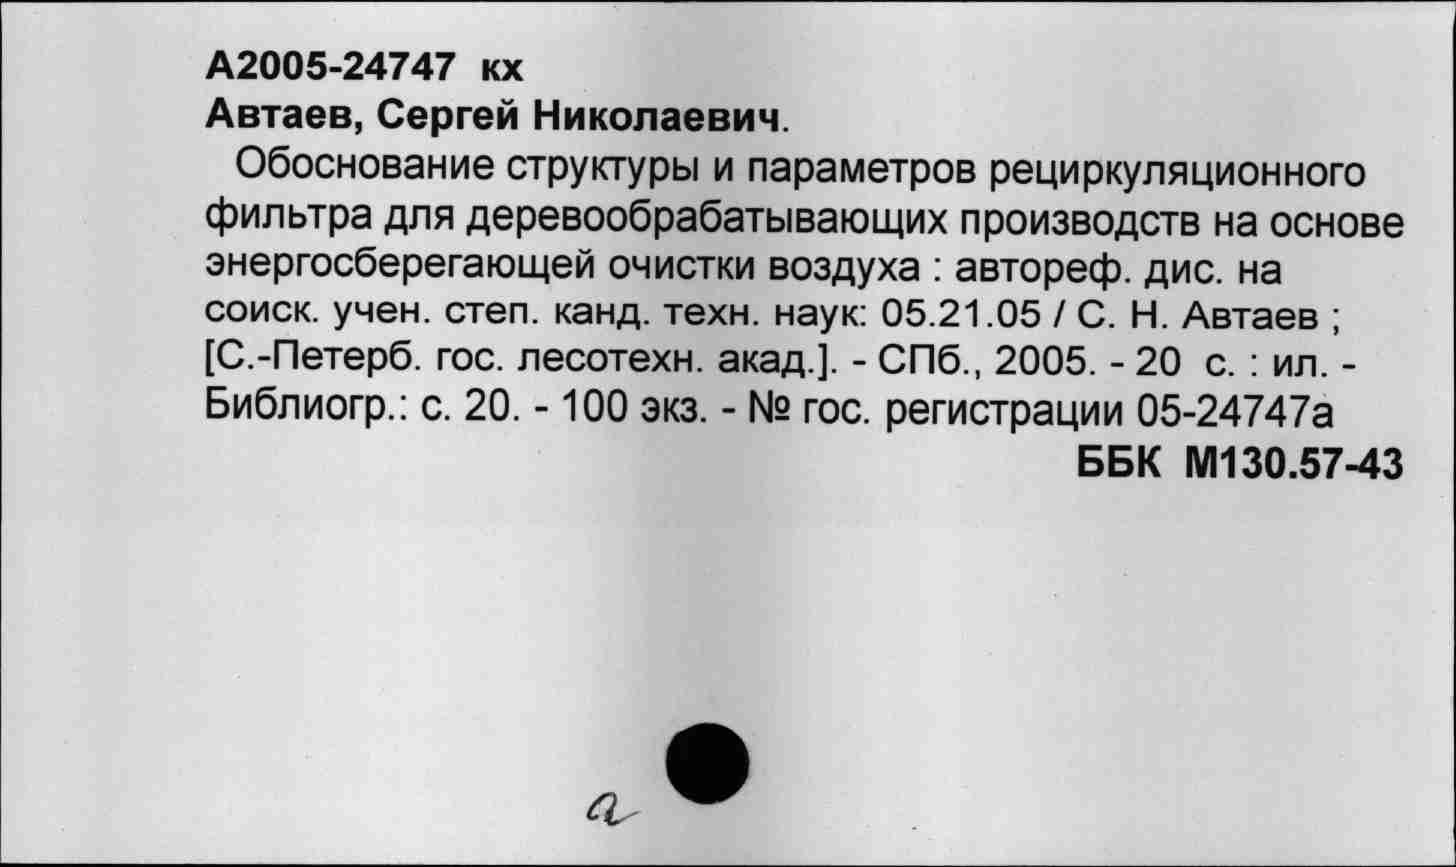 А2005-24747 кх
Автаев, Сергей Николаевич.
Обоснование структуры и параметров рециркуляционного
фильтра для деревообрабатывающих производств на основе
энергосберегающей очистки воздуха : автореф. дис. на
соиск. учен. степ. канд. техн. наук: 05.21.05 / С. Н. Автаев ;
[С.-Петерб. гос. лесотехн. акад.]. - СПб., 2005. - 20 с. : ил. -
Библиогр.: с. 20. - 100 экз. - № гос. регистрации 05-24747а
ББК М130.57-43
а